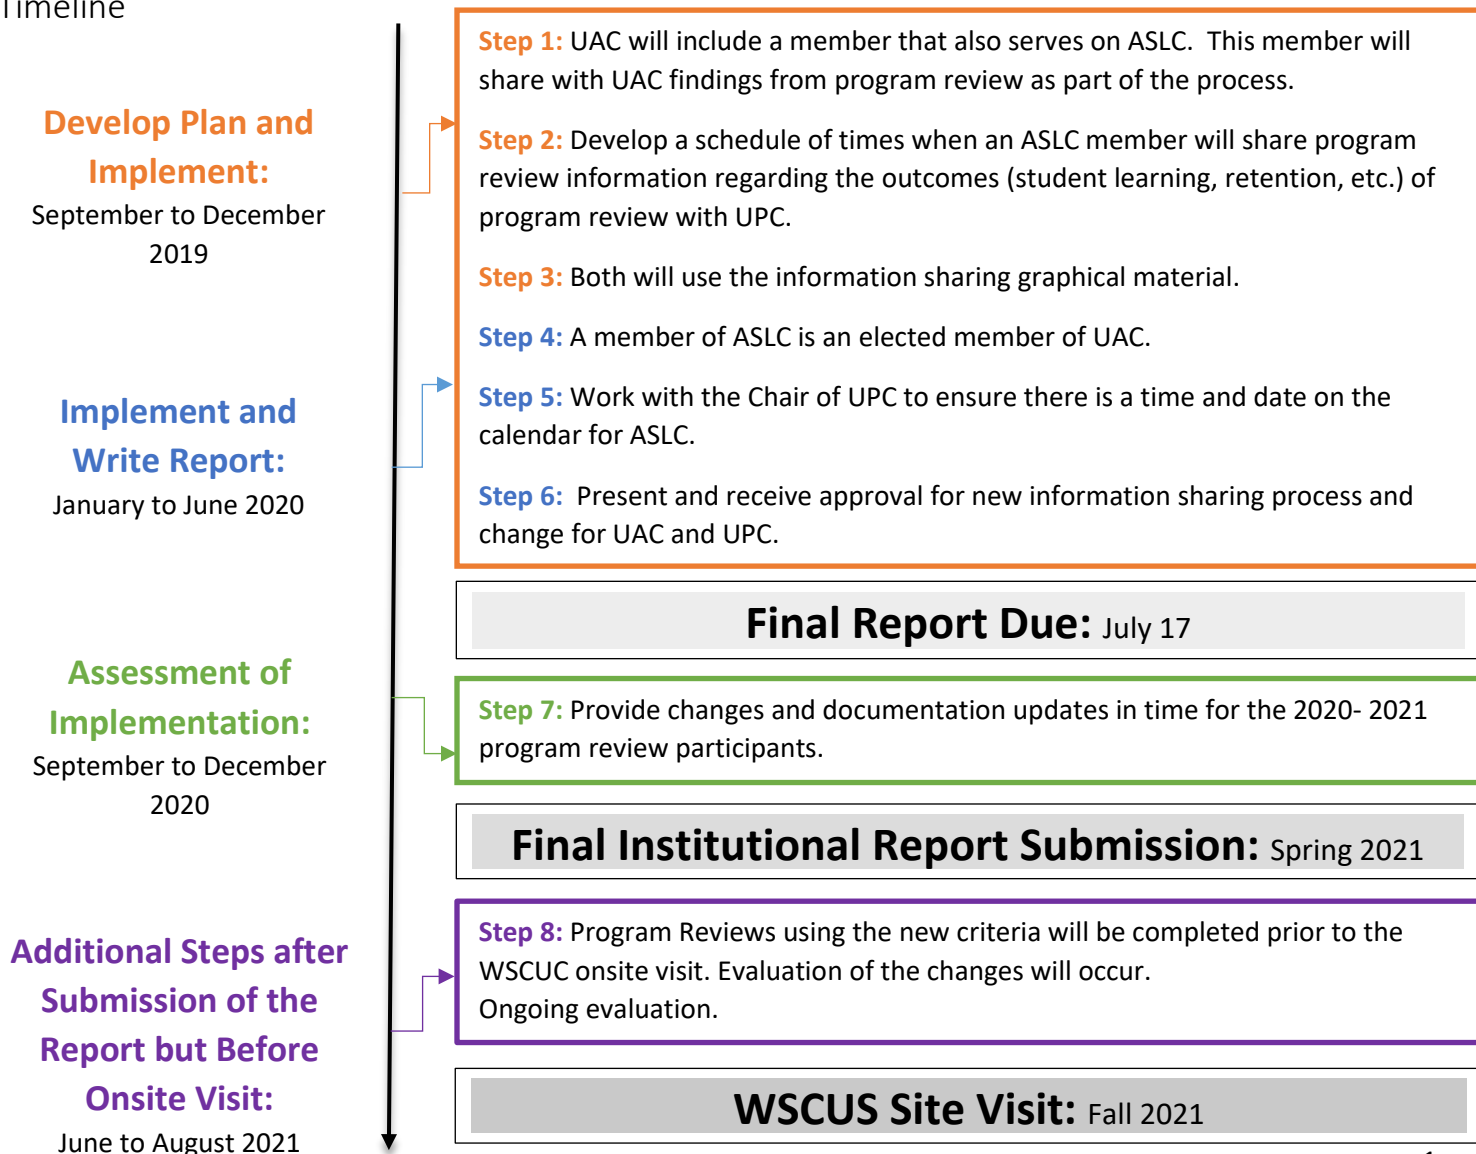 Timeline
Develop Plan and
Implement:
September to December
2019
Step 1: UAC will include a member that also serves on ASLC. This member will
share with UAC findings from program review as part of the process.
Step 2: Develop a schedule of times when an ASLC member will share program
review information regarding the outcomes (student learning, retention, etc.) of
program review with UPC.
Step 3: Both will use the information sharing graphical material.
Implement and
Write Report:
January to June 2020
Step 4: A member of ASLC is an elected member of UAC.
Step 5: Work with the Chair of UPC to ensure there is a time and date on the
calendar for ASLC.
Step 6: Present and receive approval for new information sharing process and
change for UAC and UPC.
Final Report Due: July 17
Assessment of
Implementation:
September to December
2020
Step 7: Provide changes and documentation updates in time for the 2020- 2021
program review participants.
Final Institutional Report Submission: Spring 2021
Additional Steps after
Submission of the
Report but Before
Onsite Visit:
June to August 2021
Step 8: Program Reviews using the new criteria will be completed prior to the
WSCUC onsite visit. Evaluation of the changes will occur.
Ongoing evaluation.
WSCUS Site Visit: Fall 2021